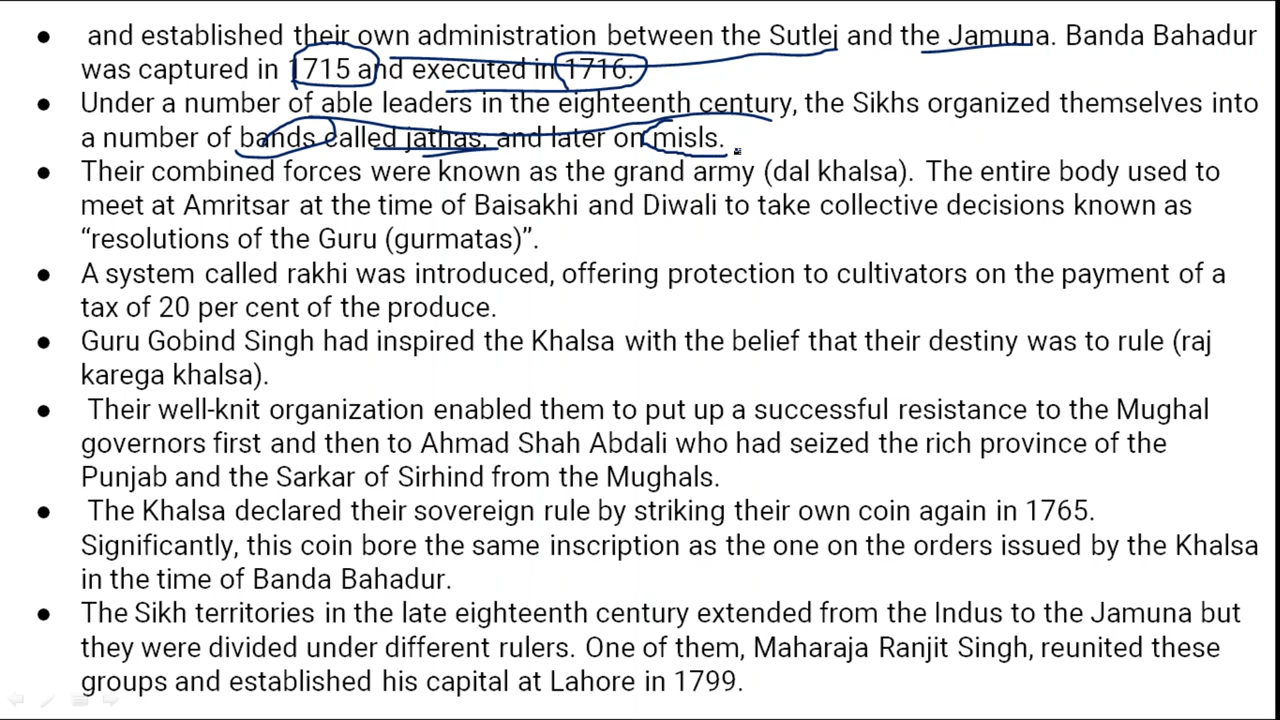 ● and established their own administration between the Sutlej and the Jamuna. Banda Bahadur
was captured in 1715 and executed in 1716.
● Under a number of able leaders in the eighteenth century, the Sikhs organized themselves into
a number of bands called jathas, and later on misls.
● Their combined forces were known as the grand army (dal khalsa). The entire body used to
meet at Amritsar at the time of Baisakhi and Diwali to take collective decisions known as
“resolutions of the Guru (gurmatas)”.
● A system called rakhi was introduced, offering protection to cultivators on the payment of a
tax of 20 per cent of the produce.
● Guru Gobind Singh had inspired the Khalsa with the belief that their destiny was to rule (raj
karega khalsa).
● Their well-knit organization enabled them to put up a successful resistance to the Mughal
governors first and then to Ahmad Shah Abdali who had seized the rich province of the
Punjab and the Sarkar of Sirhind from the Mughals.
● The Khalsa declared their sovereign rule by striking their own coin again in 1765.
Significantly, this coin bore the same inscription as the one on the orders issued by the Khalsa
in the time of Banda Bahadur.
● The Sikh territories in the late eighteenth century extended from the Indus to the Jamuna but
they were divided under different rulers. One of them, Maharaja Ranjit Singh, reunited these
groups and established his capital at Lahore in 1799.